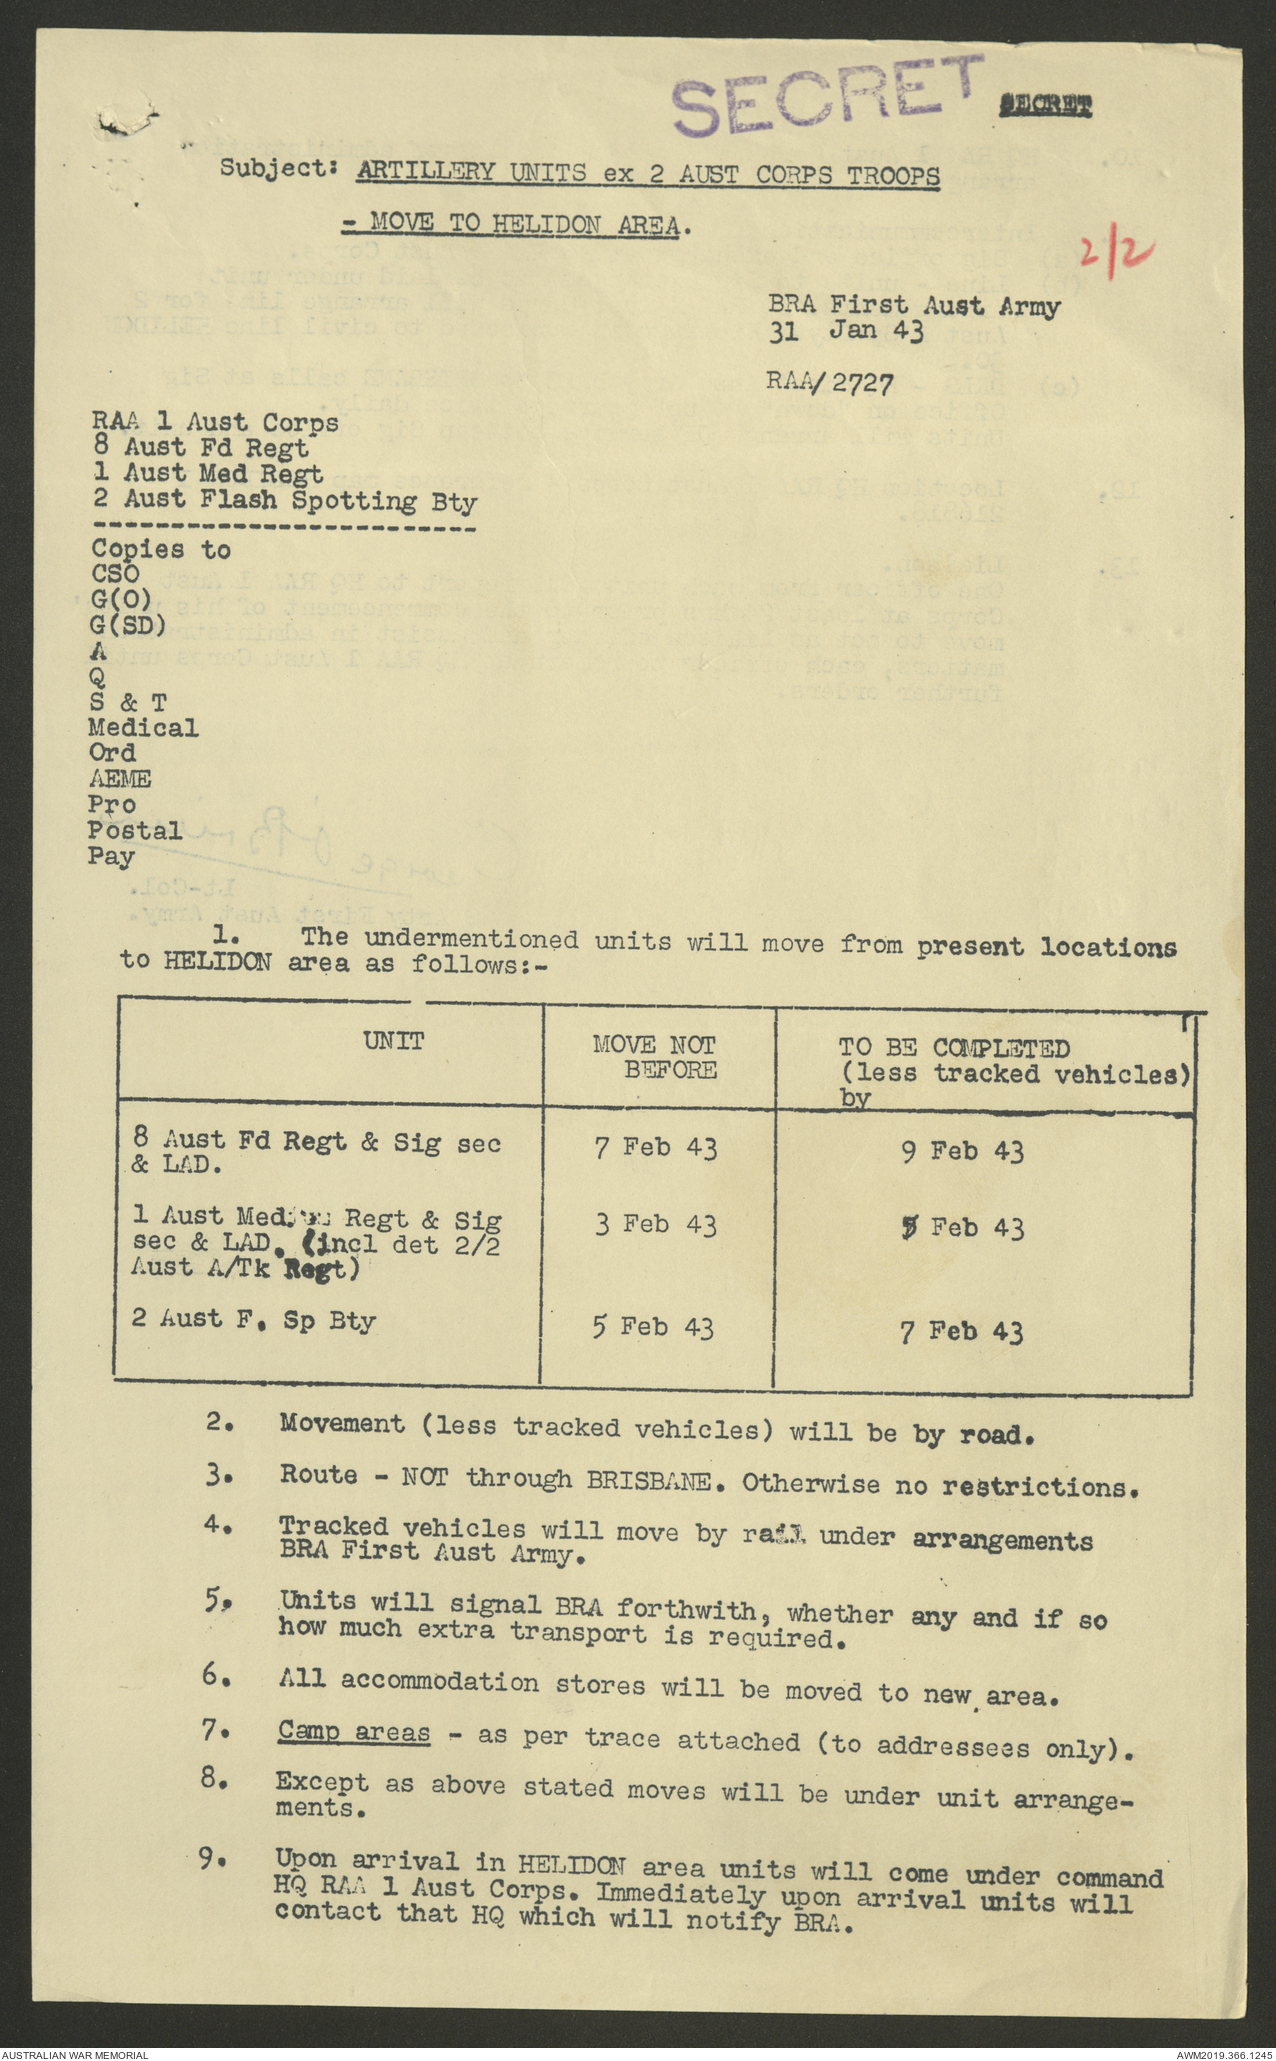 SECRET
SECRET
Subject: ARTILLERY UNITS ex 2 AUST CORPS TROOPS
- MOVE TO HELIDON AREA.
2/2
BRA First Aust Army
31 Jan 43
RAA/2727
RAA 1 Aust Corps
8 Aust Fd Regt
1 Aust Med Regt
2 Aust Flash Spotting Bty
-------------------------
Copies to
CSO
G(O)
G(SD)
A
Q
S & T
Medical
Ord
AEME
Pro
Postal
Pay
1. The undermentioned units will move from present locations
to HELIDON area as follows:-
UNIT
MOVE NOT
BEFORE
TO BE COMPLETED
(less tracked vehicles)
by
8 Aust Fd Regt & Sig sec
& LAD.
7 Feb 43
9 Feb 43
1 Aust Med. Regt & Sig
sec & LAD. (incl det 2/2
Aust A/Tk Regt)
3 Feb 43
5 Feb 43
2 Aust F. Sp Bty
5 Feb 43
7 Feb 43
2. Movement (less tracked vehicles) will be by road.
3. Route - NOT through BRISBANE. Otherwise no restrictions.
4. Tracked vehicles will move by rail under arrangements
BRA First Aust Army.
5. Units will signal BRA forthwith, whether any and if so
how much extra transport is required.
6. All accommodation stores will be moved to new area.
7. Camp areas - as per trace attached (to addressees only).
8. Except as above stated moves will be under unit arrange-
ments.
9. Upon arrival in HELIDON area units will come under command
HQ RAA 1 Aust Corps. Immediately upon arrival units will
contact that HQ which will notify BRA.
AUSTRALIAN WAR MEMORIAL
AWM2019.366.1245